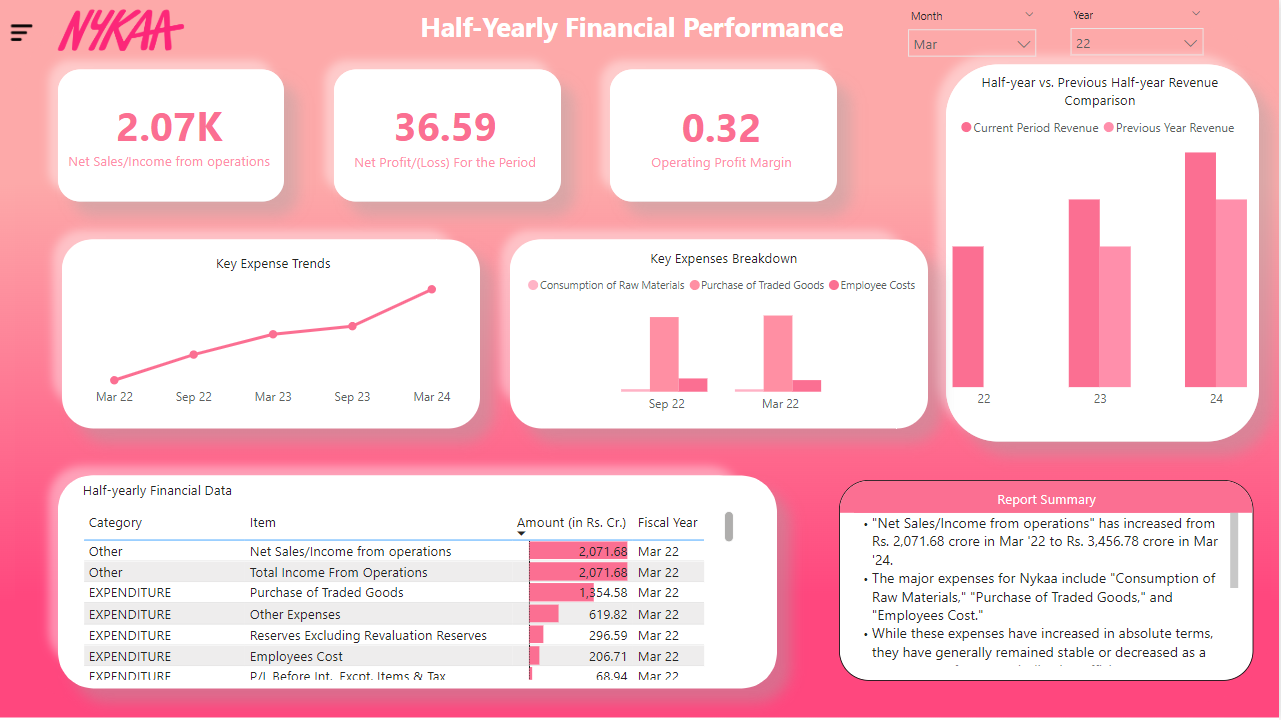 NYKAA
Half-Yearly Financial Performance
Month
Mar
Year
22
2.07K
Net Sales/Income from operations
36.59
Net Profit/(Loss) For the Period
0.32
Operating Profit Margin
Half-year vs. Previous Half-year Revenue
Comparison
Current Period Revenue Previous Year Revenue
22 23 24
Key Expense Trends
Mar 22 Sep 22 Mar 23 Sep 23 Mar 24
Key Expenses Breakdown
Consumption of Raw Materials Purchase of Traded Goods Employee Costs
Sep 22 Mar 22
Half-yearly Financial Data
Category Item Amount (in Rs. Cr.) Fiscal Year
Other Net Sales/Income from operations 2,071.68 Mar 22
Other Total Income From Operations 2,071.68 Mar 22
EXPENDITURE Purchase of Traded Goods 1,354.58 Mar 22
EXPENDITURE Other Expenses 619.82 Mar 22
EXPENDITURE Reserves Excluding Revaluation Reserves 296.59 Mar 22
EXPENDITURE Employees Cost 206.71 Mar 22
EXPENDITURE P/L Before Int., Excpt. Items & Tax 68.94 Mar 22
Report Summary
• "Net Sales/Income from operations" has increased from
Rs. 2,071.68 crore in Mar '22 to Rs. 3,456.78 crore in Mar
'24.
• The major expenses for Nykaa include "Consumption of
Raw Materials," "Purchase of Traded Goods," and
"Employees Cost."
• While these expenses have increased in absolute terms,
they have generally remained stable or decreased as a